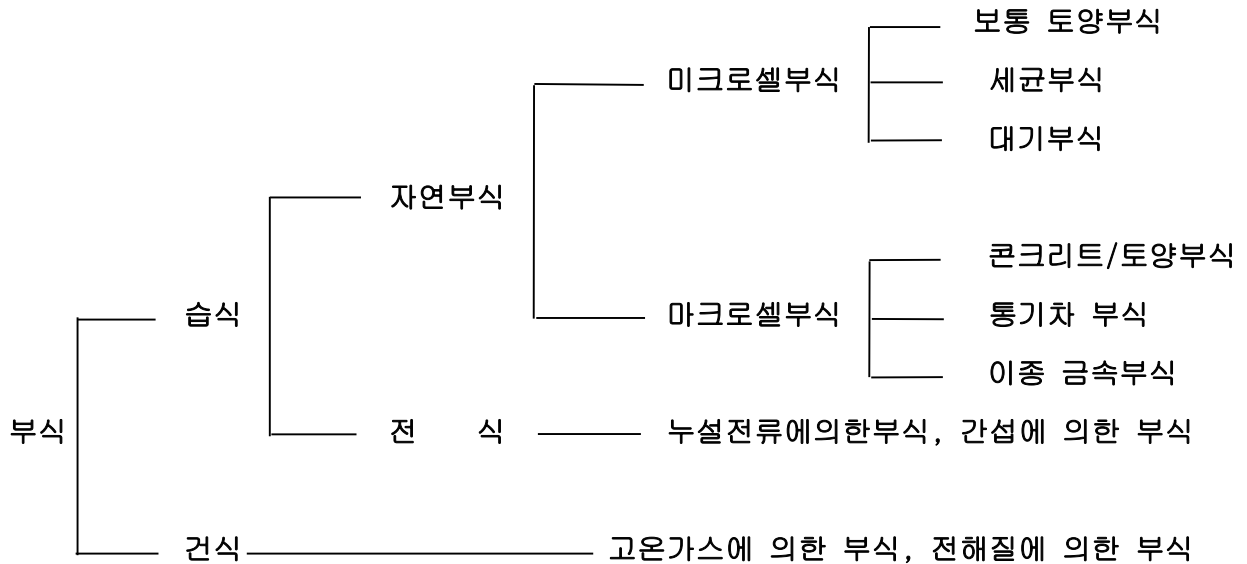 보통 토양부식
미크로셀부식
세균부식
대기부식
자연부식
콘크리트/토양부식
습식
마크로셀부식
통기차 부식
이종 금속부식
부식
전 식
누설전류에의한부식, 간섭에 의한 부식
건식
고온가스에 의한 부식, 전해질에 의한 부식